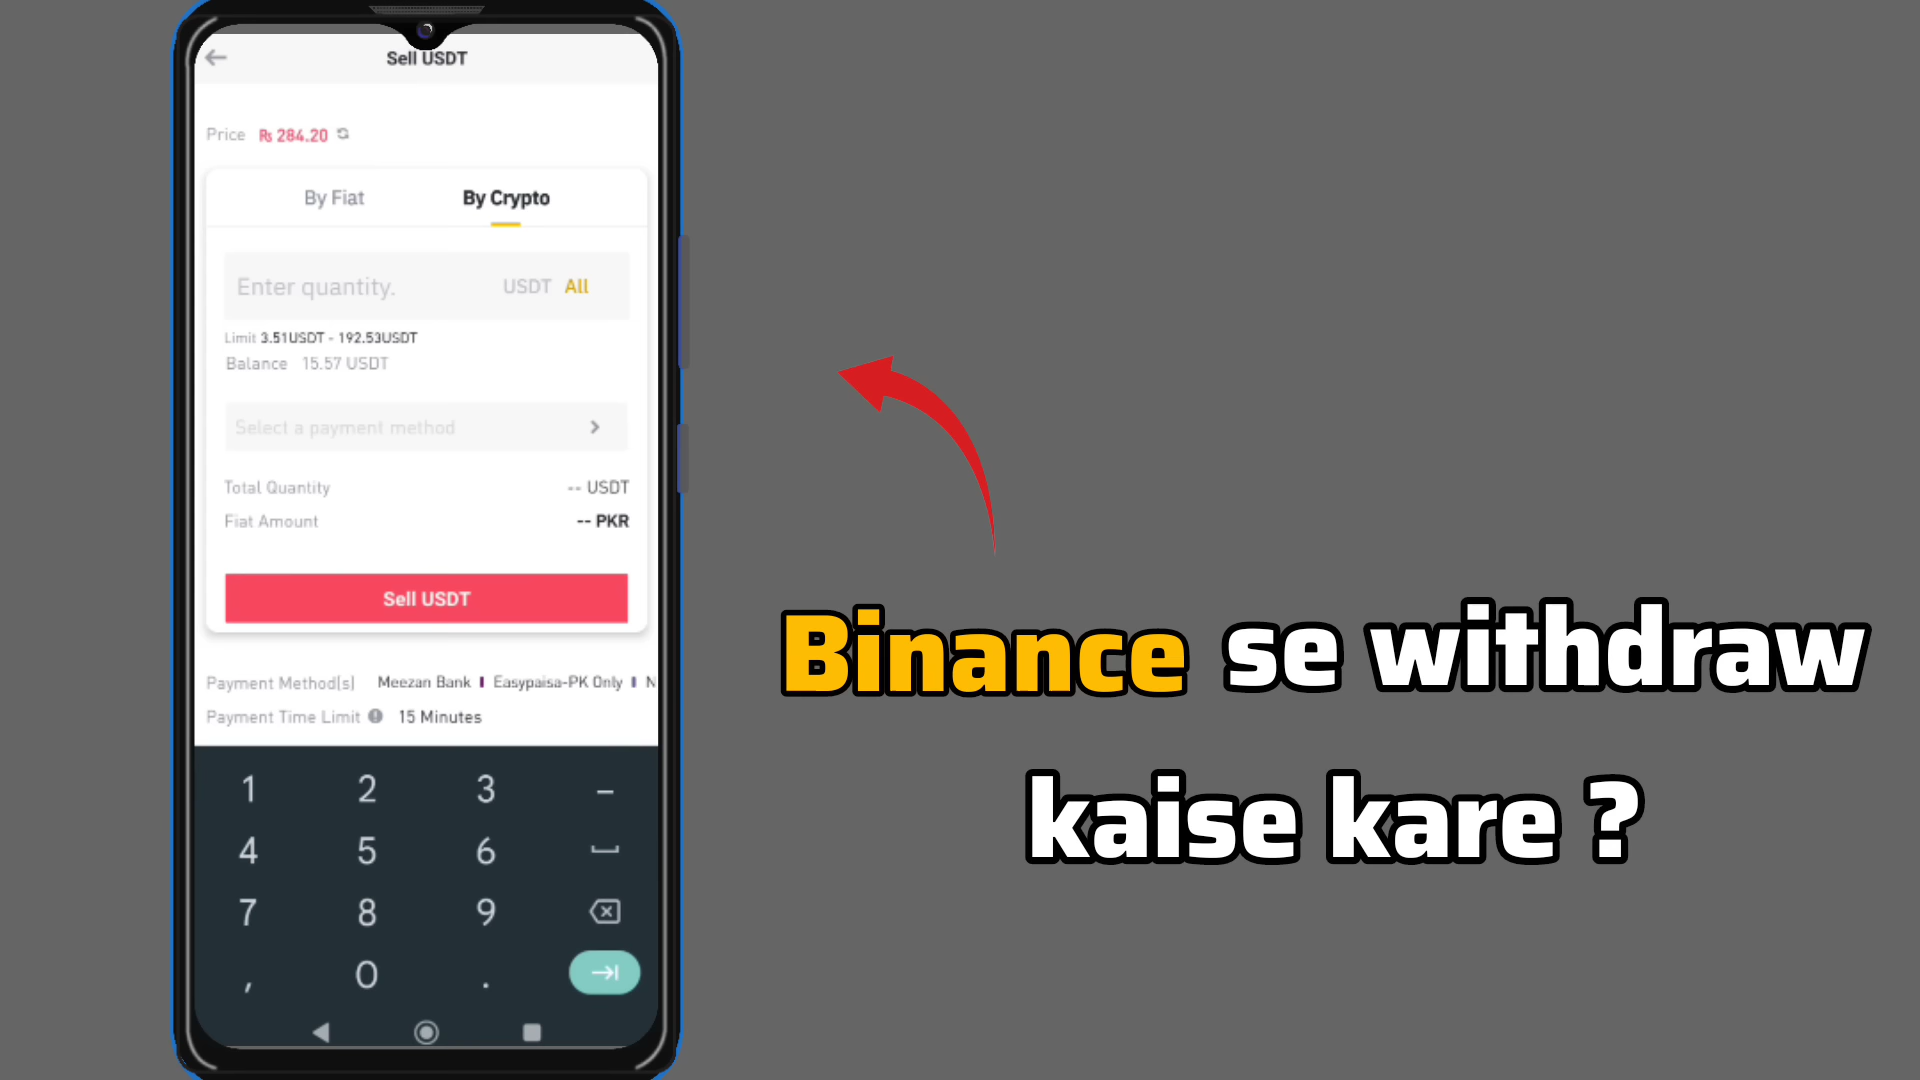 Sell USDT
Price Rs 284.20
By Fiat By Crypto
Enter quantity. USDT All
Limit 3.51USDT - 192.53USDT
Balance 15.57 USDT
Select a payment method
Total Quantity -- USDT
Fiat Amount -- PKR
Sell USDT
Payment Method(s) Meezan Bank Easypaisa-PK Only N
Payment Time Limit 15 Minutes
1 2 3 –
4 5 6
7 8 9
, 0 .
Binance se withdraw
kaise kare ?